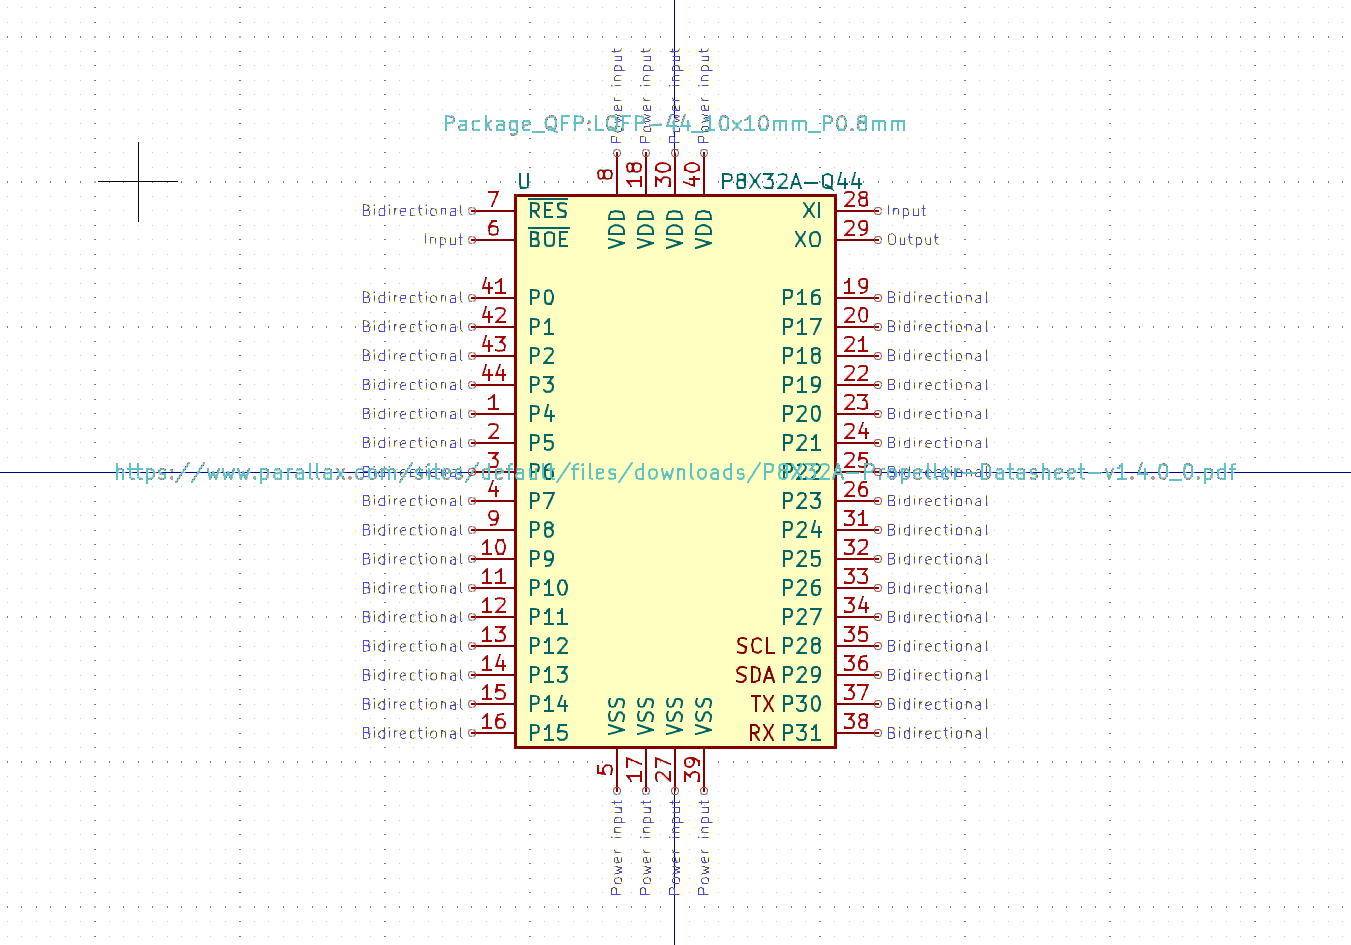 Power input Power input Power input Power input
Package_QFP:LQFP-44_10x10mm_P0.8mm
8 18 30 40
U P8X32A-Q44
Bidirectional 7 RES VDD VDD VDD VDD XI 28 Input
Input 6 BOE XO 29 Output
Bidirectional 41 P0 P16 19 Bidirectional
Bidirectional 42 P1 P17 20 Bidirectional
Bidirectional 43 P2 P18 21 Bidirectional
Bidirectional 44 P3 P19 22 Bidirectional
Bidirectional 1 P4 P20 23 Bidirectional
Bidirectional 2 P5 P21 24 Bidirectional
Bidirectional 3 P6 P22 25 Bidirectional
https://www.parallax.com/sites/default/files/downloads/P8X32A-Propeller-Datasheet-v1.4.0_0.pdf
Bidirectional 4 P7 P23 26 Bidirectional
Bidirectional 9 P8 P24 31 Bidirectional
Bidirectional 10 P9 P25 32 Bidirectional
Bidirectional 11 P10 P26 33 Bidirectional
Bidirectional 12 P11 P27 34 Bidirectional
Bidirectional 13 P12 SCL P28 35 Bidirectional
Bidirectional 14 P13 SDA P29 36 Bidirectional
Bidirectional 15 P14 VSS VSS VSS VSS TX P30 37 Bidirectional
Bidirectional 16 P15 RX P31 38 Bidirectional
5 17 27 39
Power input Power input Power input Power input